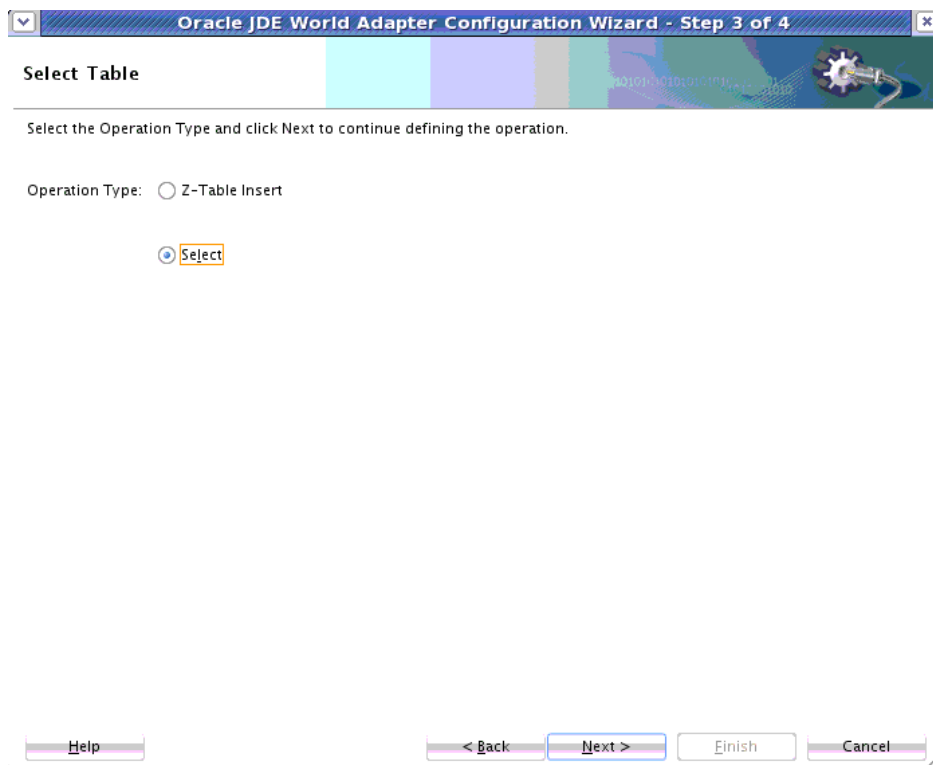 Oracle JDE World Adapter Configuration Wizard - Step 3 of 4
Select Table
Select the Operation Type and click Next to continue defining the operation.
Operation Type: Z-Table Insert
Select
Help < Back Next > Finish Cancel